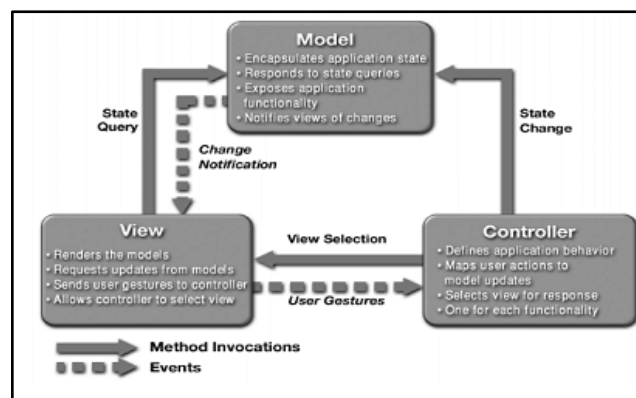 Model
• Encapsulates application state
• Responds to state queries
• Exposes application
functionality
• Notifies views of changes
State
Query
State
Change
Change
Notification
View
• Renders the models
• Requests updates from models
• Sends user gestures to controller
• Allows controller to select view
View Selection
User Gestures
Controller
• Defines application behavior
• Maps user actions to
model updates
• Selects view for response
• One for each functionality
Method Invocations
Events